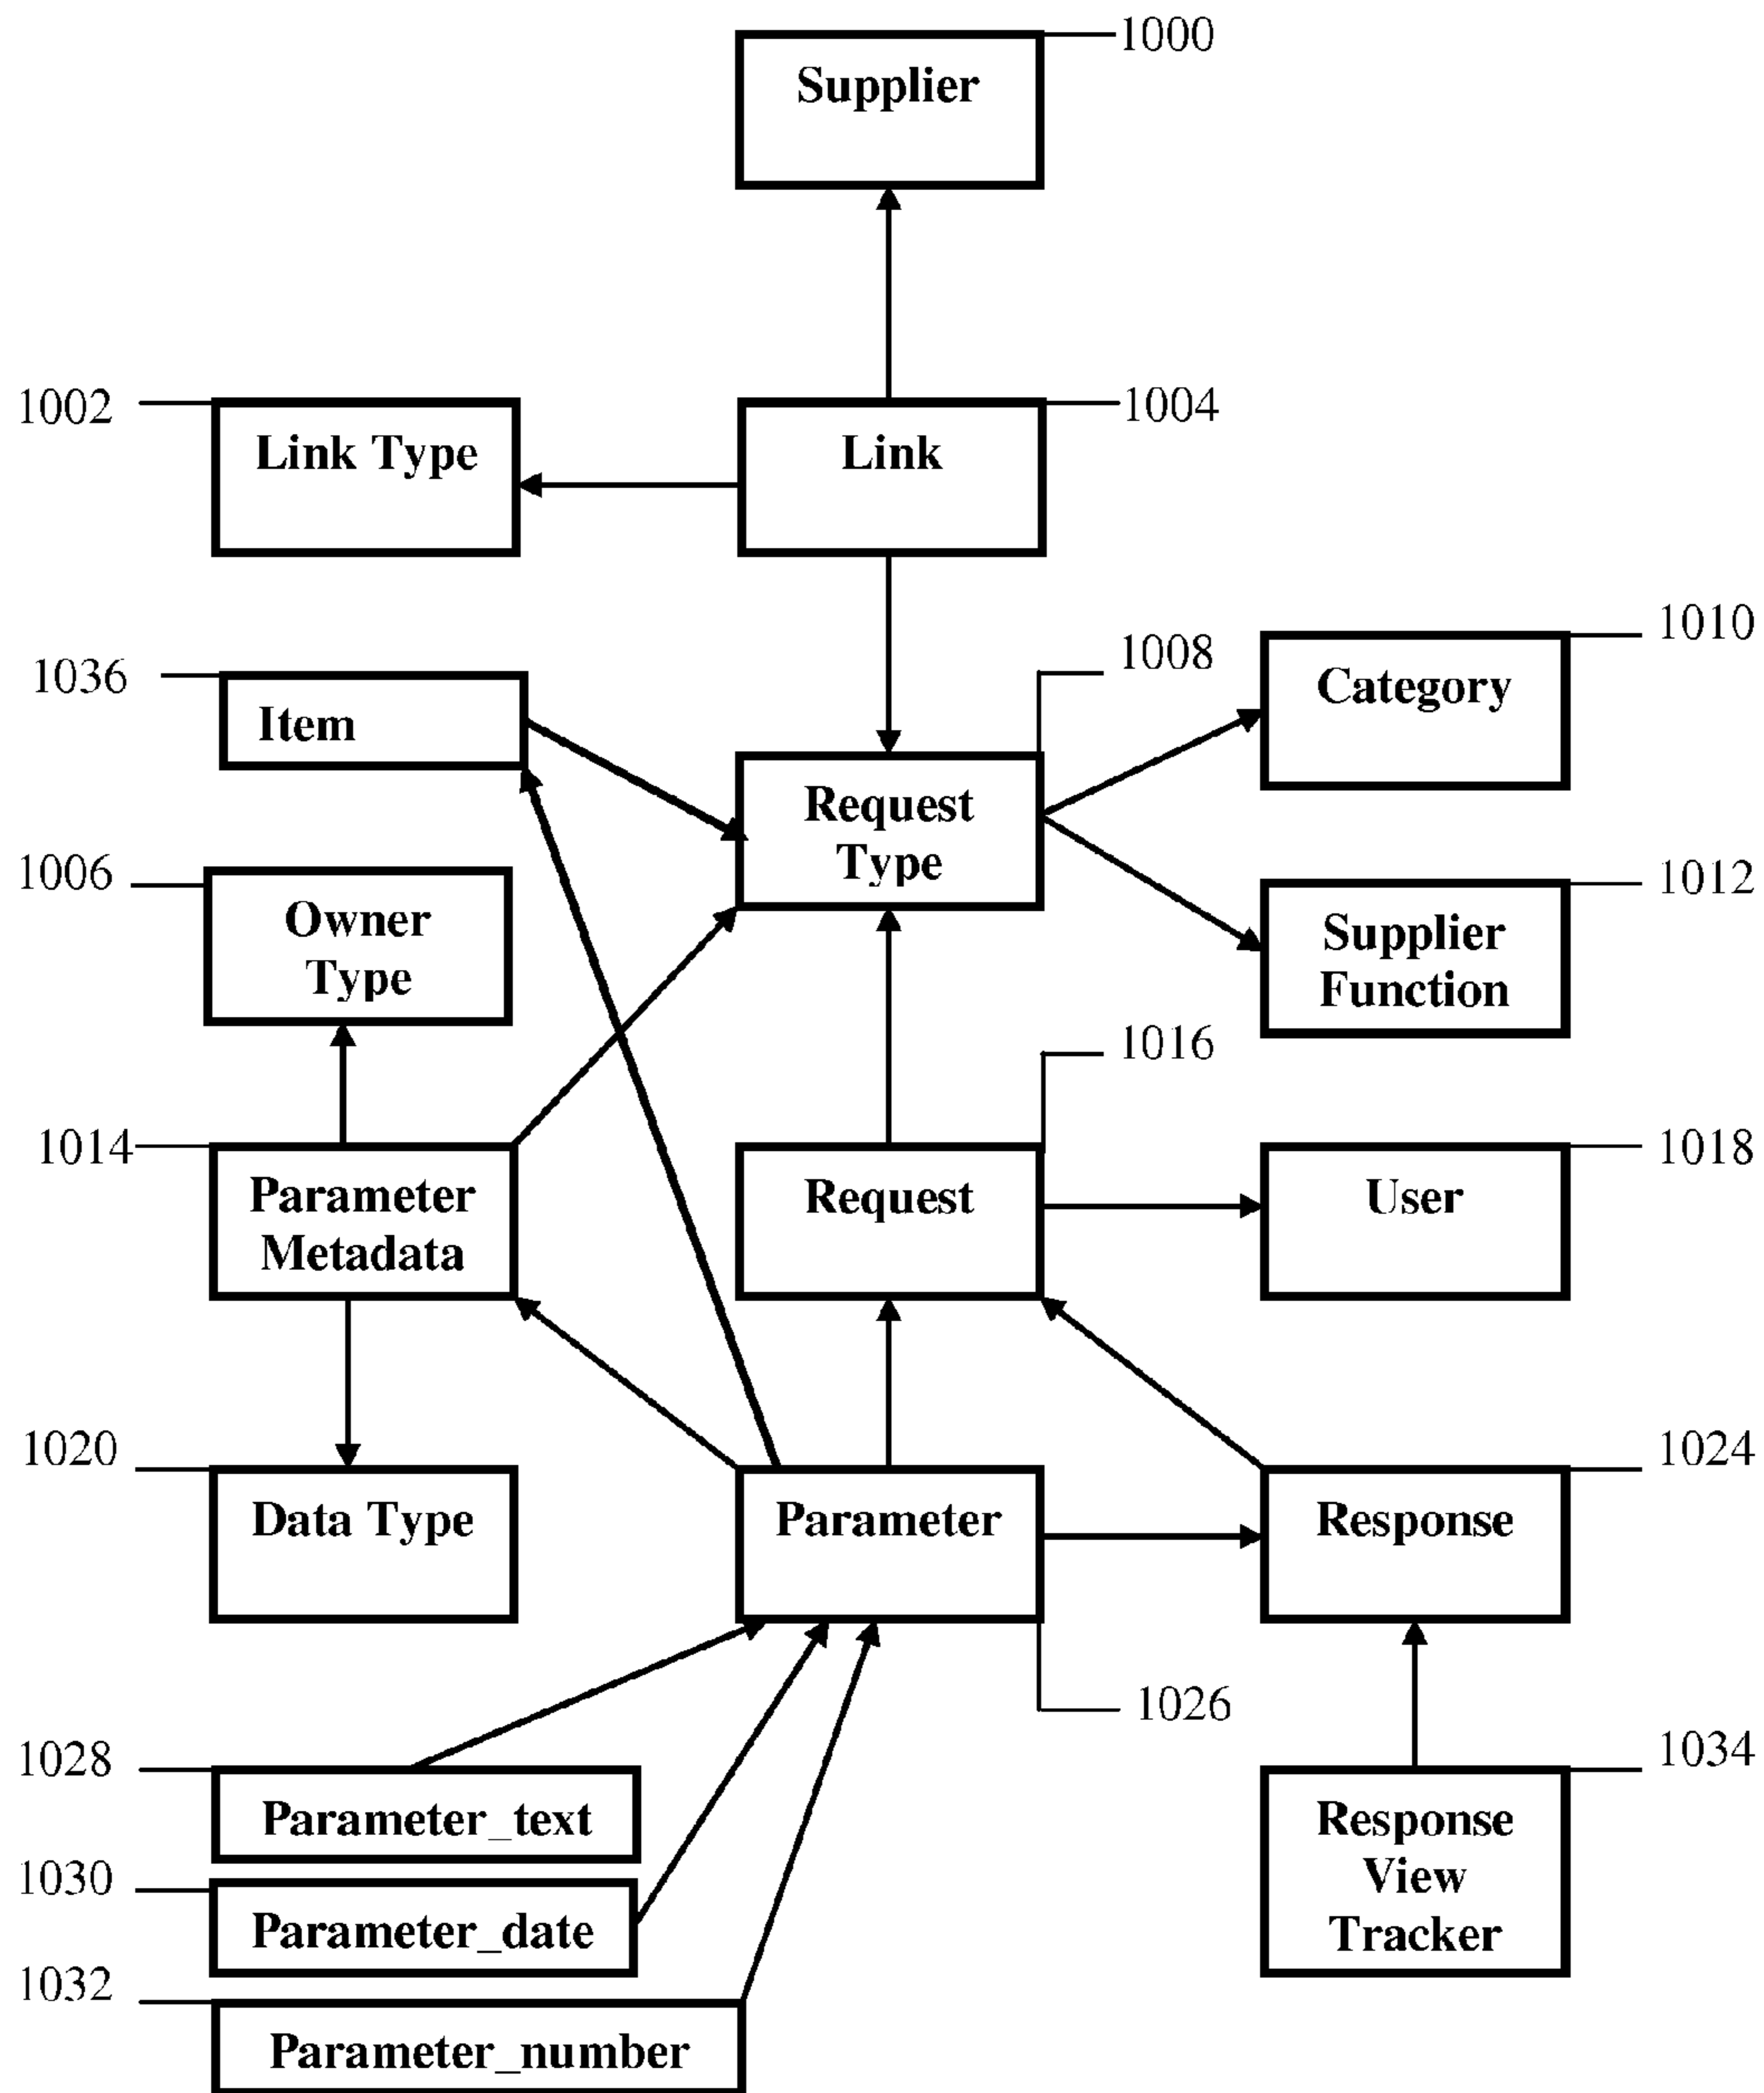 1000
Supplier
1002
Link Type
1004
Link
1036
Item
1008
Request
Type
1010
Category
1006
Owner
Type
1012
Supplier
Function
1014
Parameter
Metadata
1016
Request
1018
User
1020
Data Type
Parameter
1024
Response
1026
1028
Parameter_text
1030
Parameter_date
1032
Parameter_number
1034
Response
View
Tracker